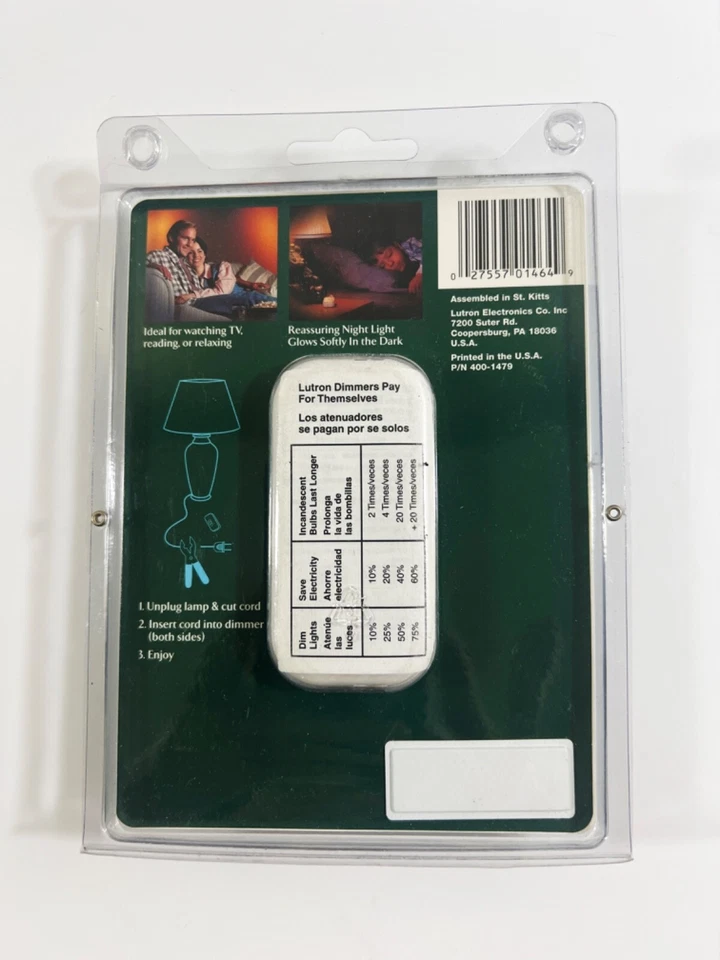 0 27557 01464 9
Assembled in St. Kitts
Lutron Electronics Co. Inc
7200 Suter Rd.
Coopersburg, PA 18036
U.S.A.
Printed in the U.S.A.
P/N 400-1479
Ideal for watching TV,
reading, or relaxing
Reassuring Night Light
Glows Softly In the Dark
Lutron Dimmers Pay
For Themselves
Los atenuadores
se pagan por se solos
Dim
Lights
Atenúe
las
luces
Save
Electricity
Ahorre
electricidad
Incandescent
Bulbs Last Longer
Prolonga
la vida de
las bombillas
10% 10% 2 Times/veces
25% 20% 4 Times/veces
50% 40% 20 Times/veces
75% 60% + 20 Times/veces
1. Unplug lamp & cut cord
2. Insert cord into dimmer
(both sides)
3. Enjoy